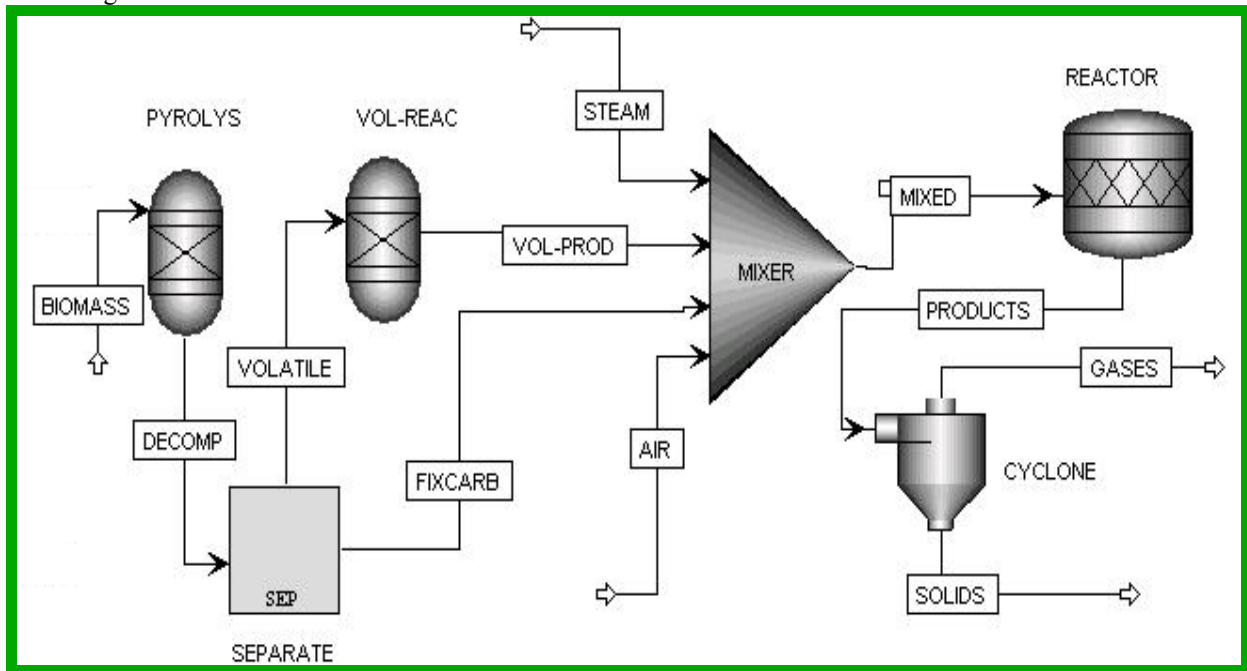 STEAM
REACTOR
PYROLYS
VOL-REAC
MIXED
VOL-PROD
MIXER
BIOMASS
PRODUCTS
VOLATILE
GASES
DECOMP
AIR
FIXCARB
CYCLONE
SEP
SOLIDS
SEPARATE